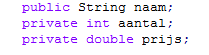 public String naam;
private int aantal;
private double prijs;